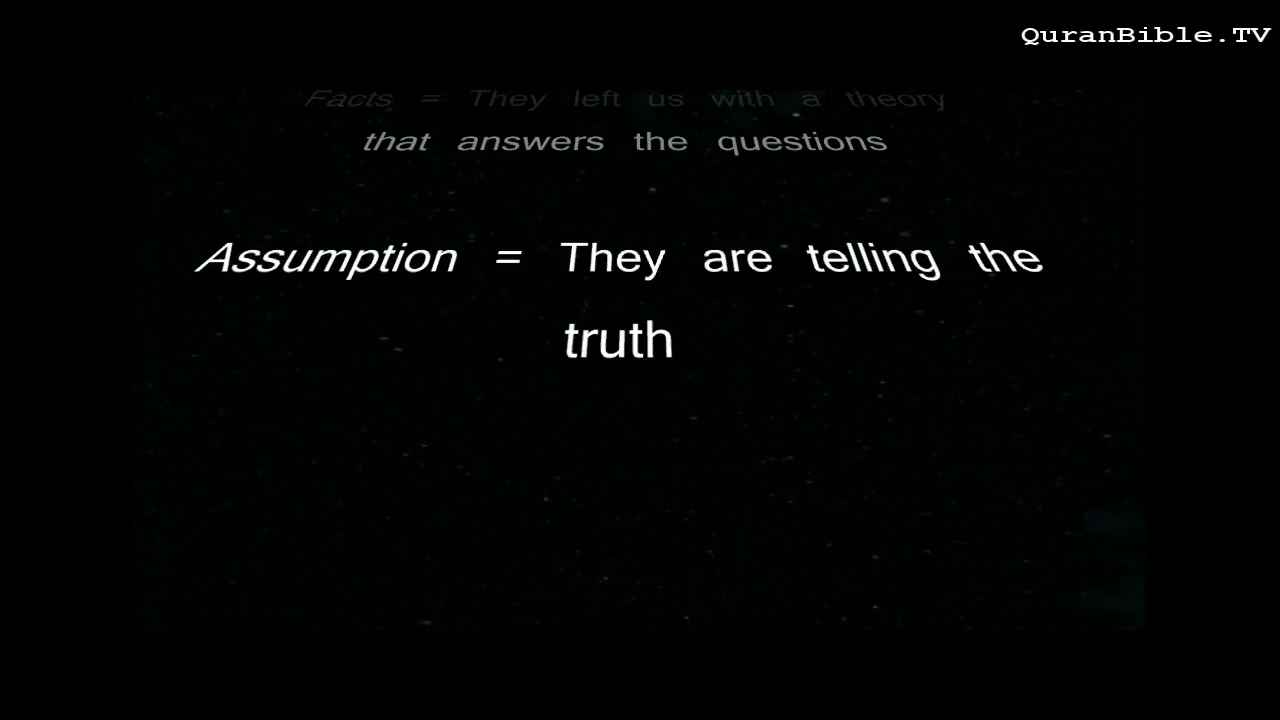 QuranBible.TV
Facts = They left us with a theory
that answers the questions
Assumption = They are telling the
truth